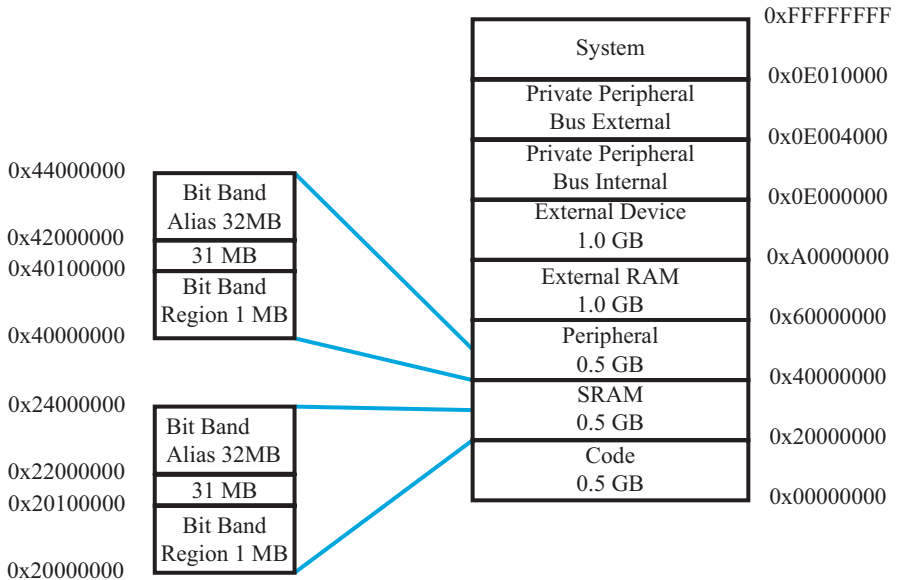 0xFFFFFFFF
System
0x0E010000
Private Peripheral
Bus External
0x0E004000
Private Peripheral
Bus Internal
0x0E000000
External Device
1.0 GB
0xA0000000
External RAM
1.0 GB
0x60000000
Peripheral
0.5 GB
0x40000000
SRAM
0.5 GB
0x20000000
Code
0.5 GB
0x00000000
0x44000000
Bit Band
Alias 32MB
0x42000000
31 MB
0x40100000
Bit Band
Region 1 MB
0x40000000
0x24000000
Bit Band
Alias 32MB
0x22000000
31 MB
0x20100000
Bit Band
Region 1 MB
0x20000000